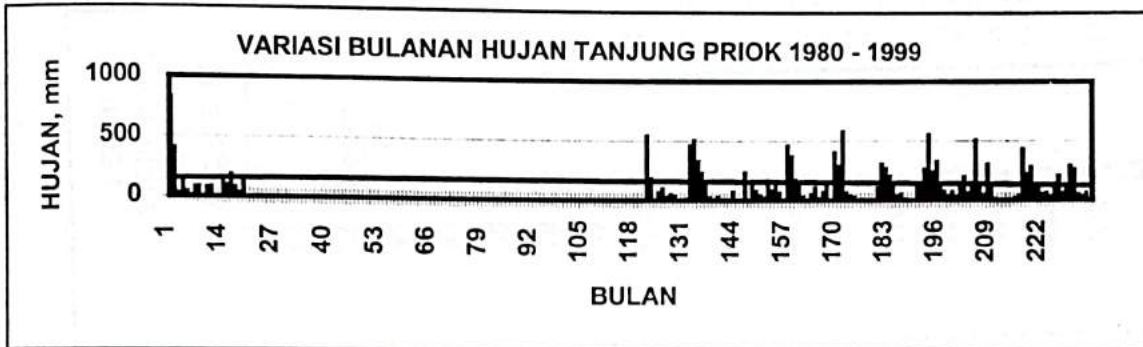 VARIASI BULANAN HUJAN TANJUNG PRIOK 1980 - 1999
HUJAN, mm
1000
500
0
1 14 27 40 53 66 79 92 105 118 131 144 157 170 183 196 209 222
BULAN